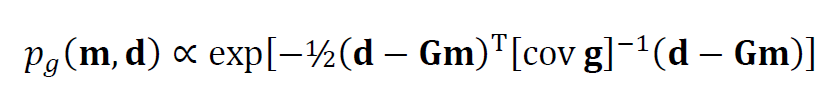 p_g(𝐦, 𝐝) ∝ exp[−½(𝐝 − 𝐆𝐦)ᵀ[cov 𝐠]⁻¹(𝐝 − 𝐆𝐦)]